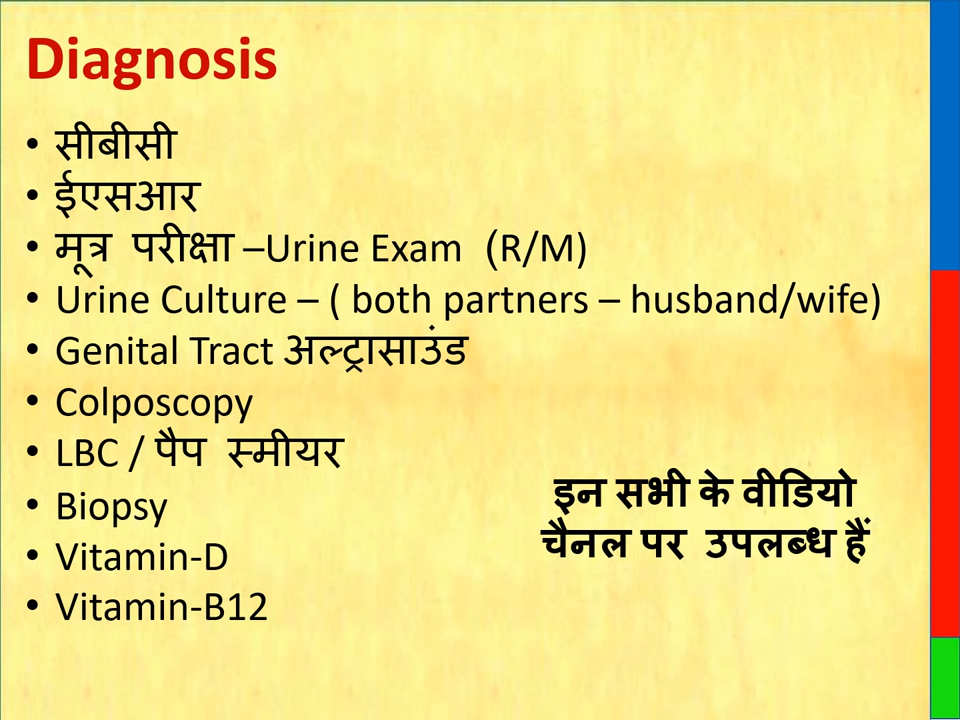 Diagnosis
• सीबीसी
• ईएसआर
• मूत्र परीक्षा –Urine Exam (R/M)
• Urine Culture – ( both partners – husband/wife)
• Genital Tract अल्ट्रासाउंड
• Colposcopy
• LBC / पैप स्मीयर
• Biopsy
• Vitamin-D
• Vitamin-B12
इन सभी के वीडियो
चैनल पर उपलब्ध हैं